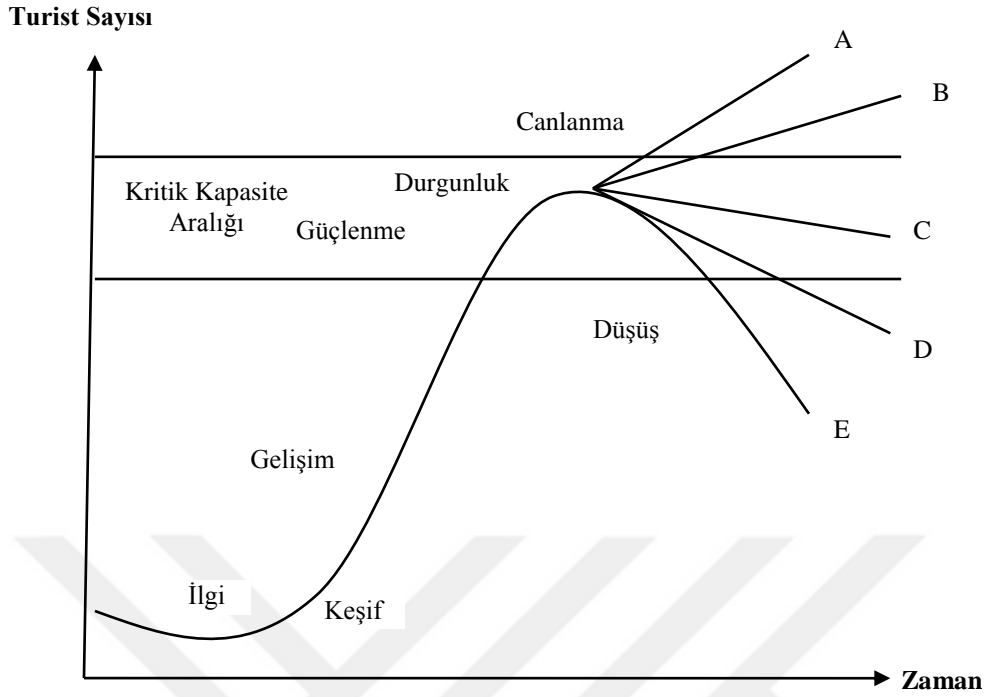 Turist Sayısı
A
B
Canlanma
Durgunluk
Kritik Kapasite
Aralığı
Güçlenme
C
Düşüş
D
E
Gelişim
İlgi
Keşif
Zaman